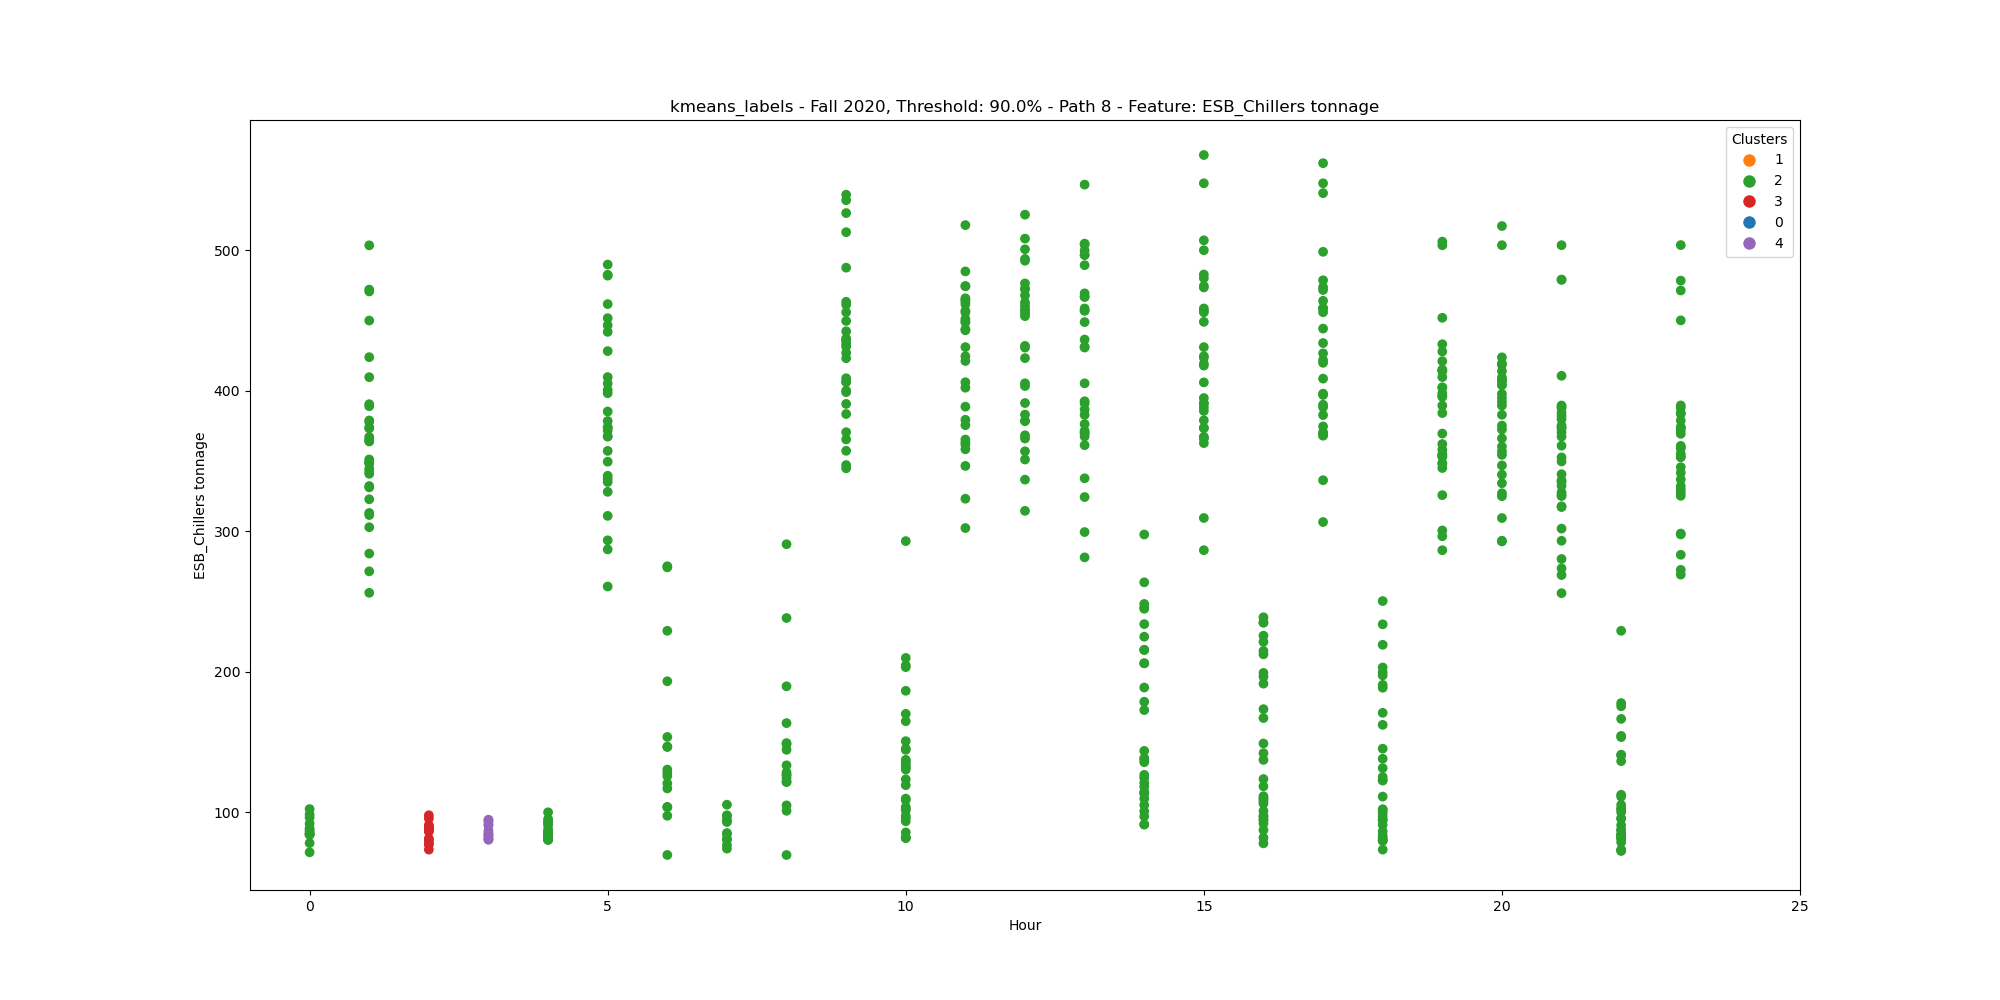 kmeans_labels - Fall 2020, Threshold: 90.0% - Path 8 - Feature: ESB_Chillers tonnage
Clusters
1
2
3
0
4
ESB_Chillers tonnage
500
400
300
200
100
0 5 10 15 20 25
Hour